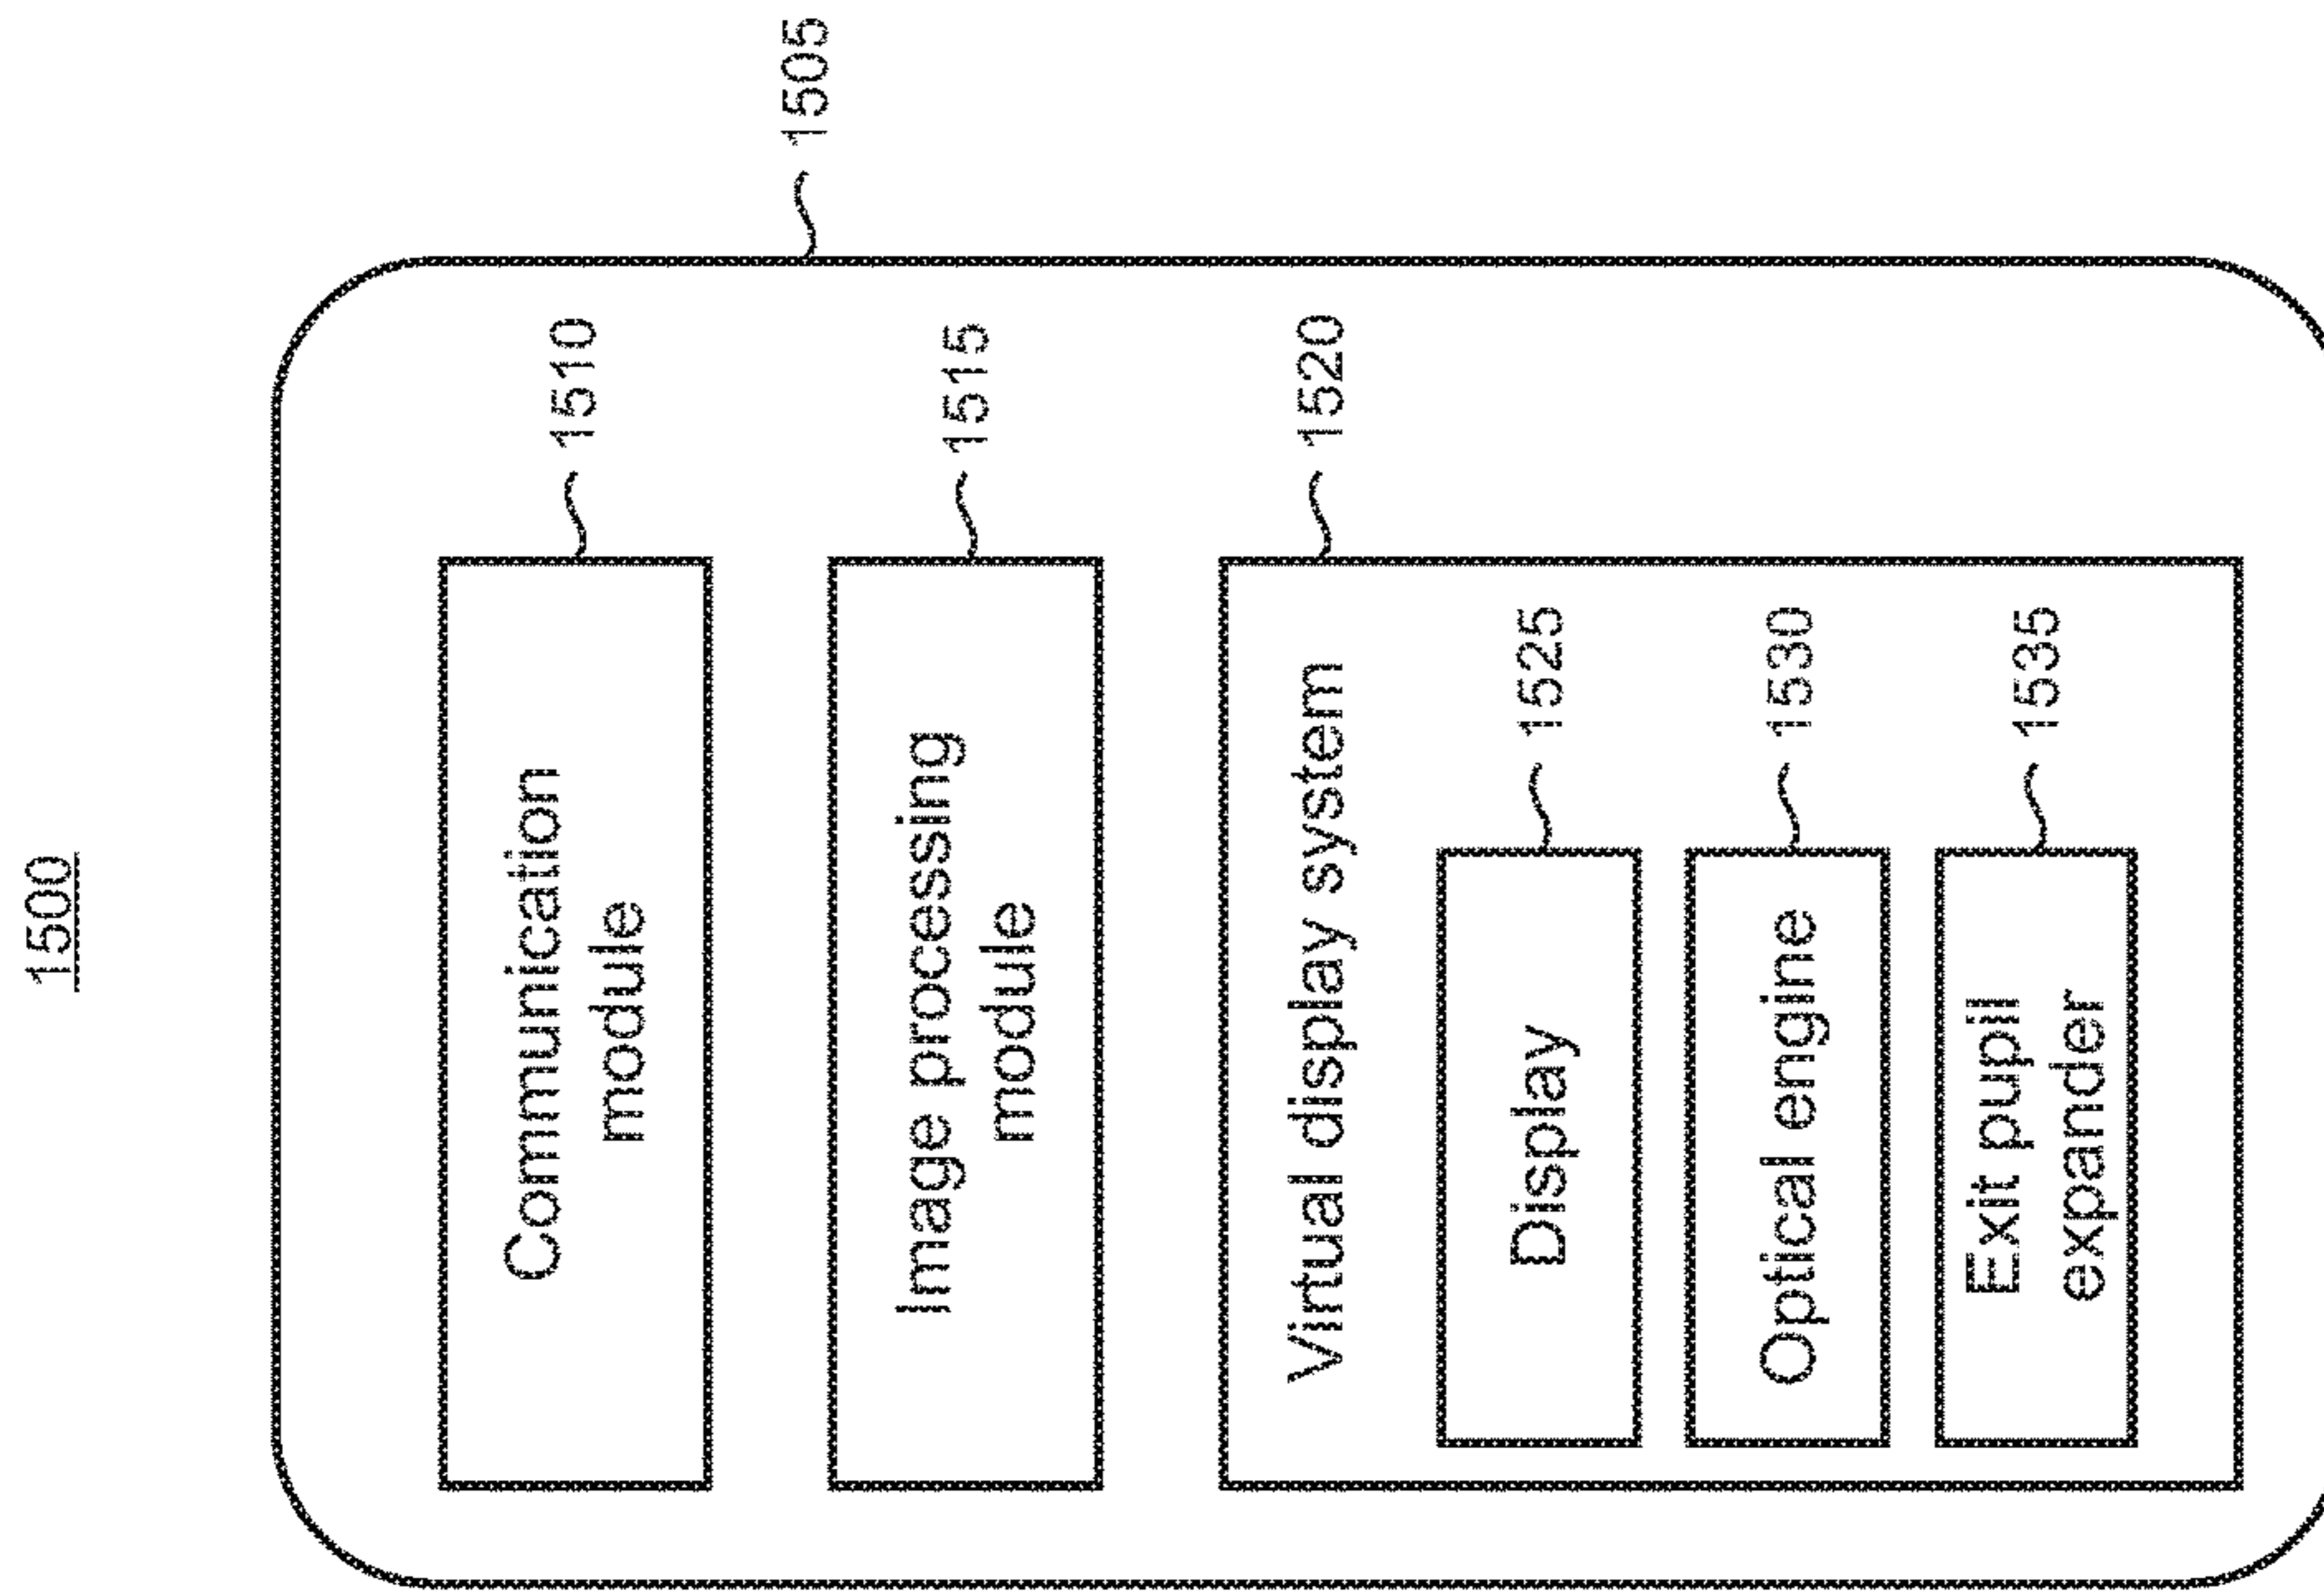 1500
1505
Communication
module
1510
Image processing
module
1515
Virtual display system
1520
Display
1525
Optical engine
1530
Exit pupil
expander
1535